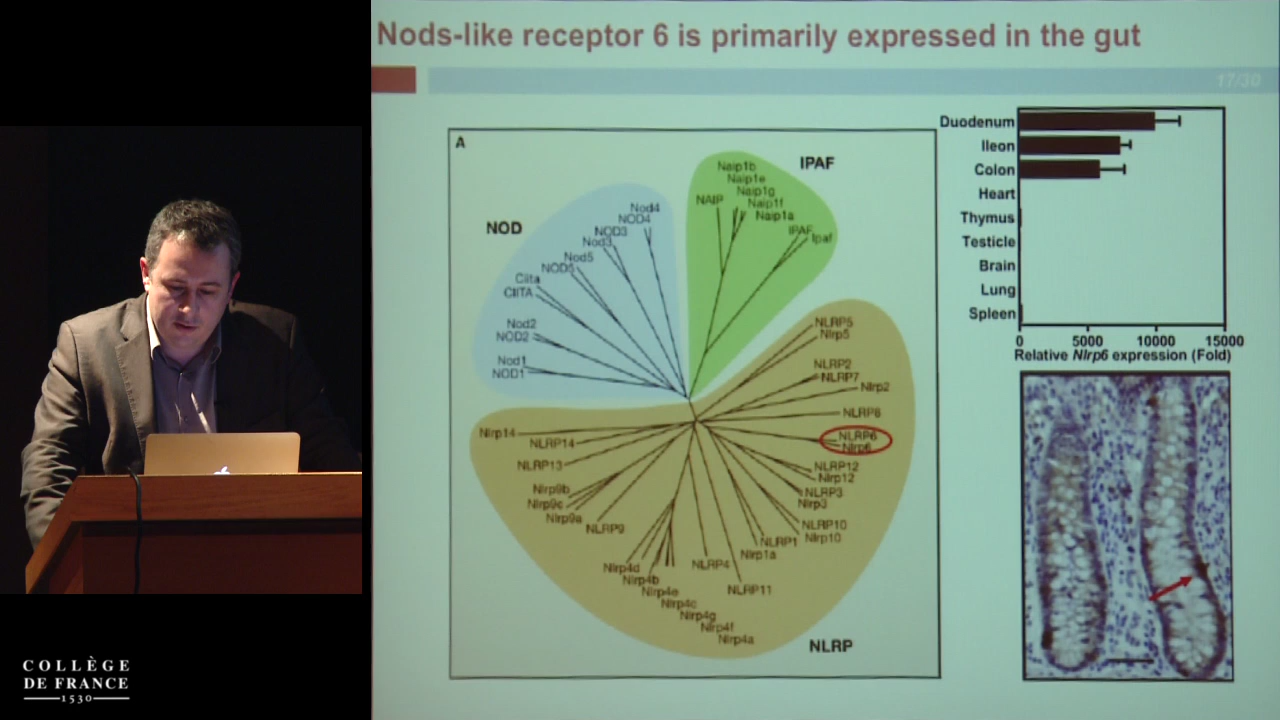 Nods-like receptor 6 is primarily expressed in the gut
17/30
A
IPAF
Naip1b
Naip1e
Naip1g
NAIP
Naip1f
Naip1a
IPAF
Ipaf
NOD
Nod4
NOD4
NOD3
Nod3
Nod5
NOD5
Ciita
CIITA
Nod2
NOD2
Nod1
NOD1
NLRP5
Nlrp5
NLRP2
NLRP7
Nlrp2
NLRP8
NLRP6
Nlrp6
NLRP12
Nlrp12
NLRP3
Nlrp3
NLRP10
Nlrp10
NLRP1
Nlrp1a
NLRP11
NLRP4
Nlrp14
NLRP14
NLRP13
Nlrp9b
Nlrp9c
Nlrp9a
NLRP9
Nlrp4d
Nlrp4b
Nlrp4e
Nlrp4c
Nlrp4g
Nlrp4f
Nlrp4a
NLRP
Duodenum
Ileon
Colon
Heart
Thymus
Testicle
Brain
Lung
Spleen
0 5000 10000 15000
Relative Nlrp6 expression (Fold)
COLLÈGE
DE FRANCE
1530